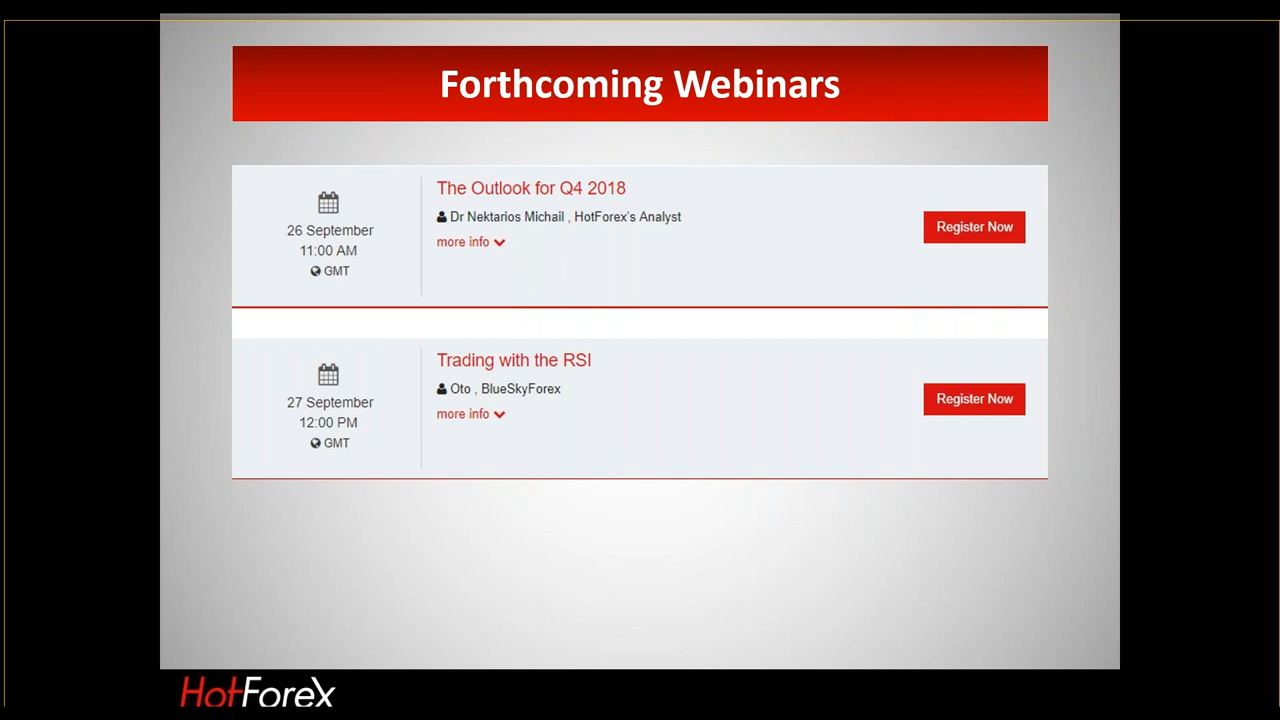 Forthcoming Webinars
26 September
11:00 AM
GMT
The Outlook for Q4 2018
Dr Nektarios Michail , HotForex's Analyst
more info
Register Now
27 September
12:00 PM
GMT
Trading with the RSI
Oto , BlueSkyForex
more info
Register Now
HotForex